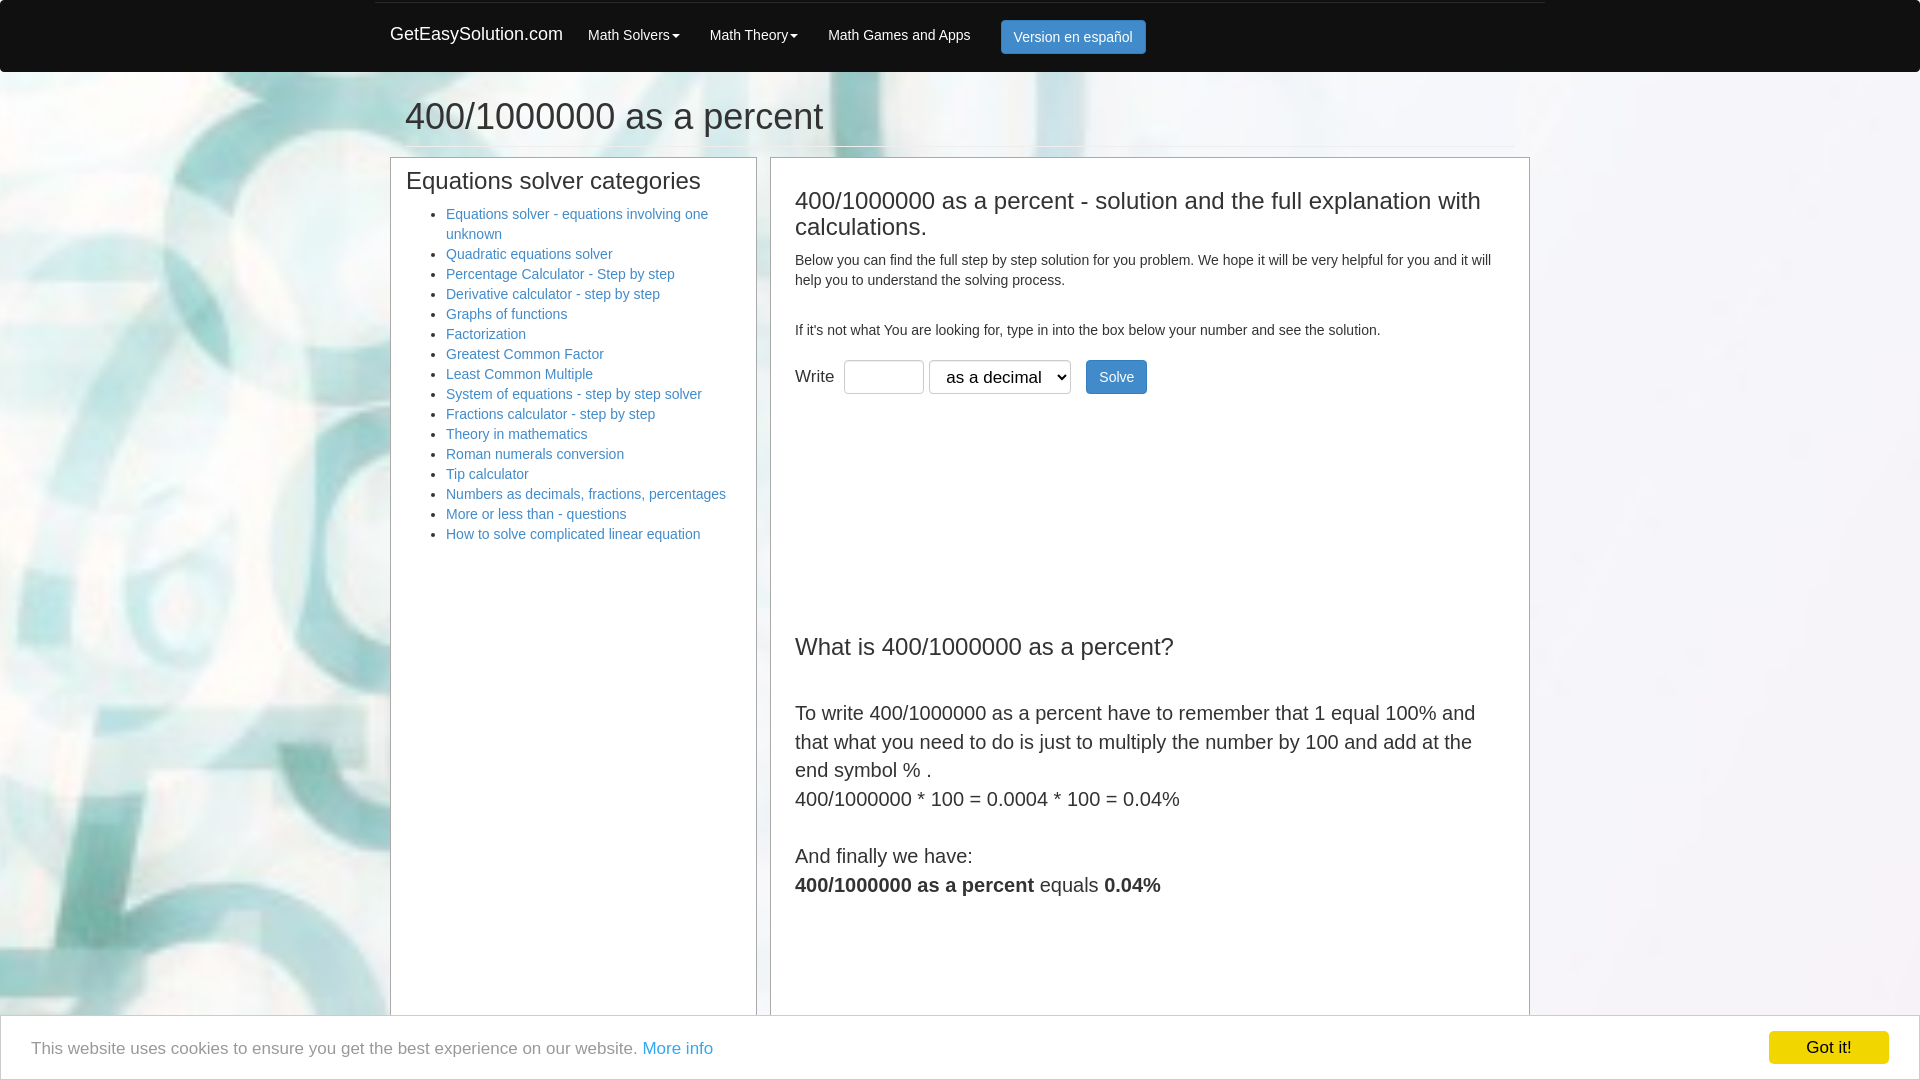 GetEasySolution.com Math Solvers Math Theory Math Games and Apps Version en español
400/1000000 as a percent
Equations solver categories
Equations solver - equations involving one
unknown
Quadratic equations solver
Percentage Calculator - Step by step
Derivative calculator - step by step
Graphs of functions
Factorization
Greatest Common Factor
Least Common Multiple
System of equations - step by step solver
Fractions calculator - step by step
Theory in mathematics
Roman numerals conversion
Tip calculator
Numbers as decimals, fractions, percentages
More or less than - questions
How to solve complicated linear equation
400/1000000 as a percent - solution and the full explanation with
calculations.
Below you can find the full step by step solution for you problem. We hope it will be very helpful for you and it will
help you to understand the solving process.
If it's not what You are looking for, type in into the box below your number and see the solution.
Write as a decimal Solve
What is 400/1000000 as a percent?
To write 400/1000000 as a percent have to remember that 1 equal 100% and
that what you need to do is just to multiply the number by 100 and add at the
end symbol % .
400/1000000 * 100 = 0.0004 * 100 = 0.04%
And finally we have:
400/1000000 as a percent equals 0.04%
This website uses cookies to ensure you get the best experience on our website. More info
Got it!